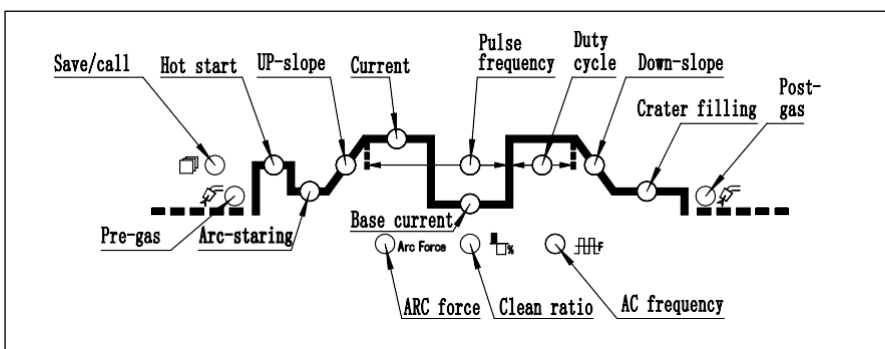 Save/call
Hot start
UP-slope
Current
Pulse
frequency
Duty
cycle
Down-slope
Crater filling
Post-
gas
Pre-gas
Arc-staring
Base current
Arc Force
%
F
ARC force
Clean ratio
AC frequency